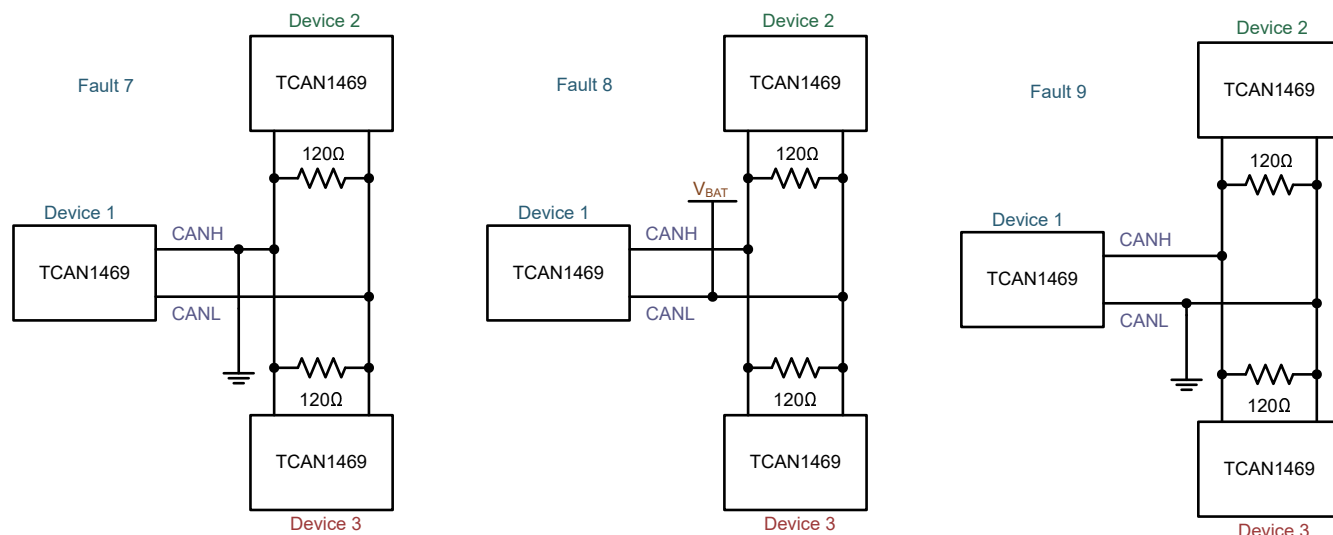 Device 2
Fault 7
TCAN1469
120Ω
Device 1
CANH
TCAN1469
CANL
120Ω
TCAN1469
Device 3
Device 2
Fault 8
TCAN1469
120Ω
VBAT
Device 1
CANH
TCAN1469
CANL
120Ω
TCAN1469
Device 3
Device 2
Fault 9
TCAN1469
120Ω
Device 1
CANH
TCAN1469
CANL
120Ω
TCAN1469
Device 3